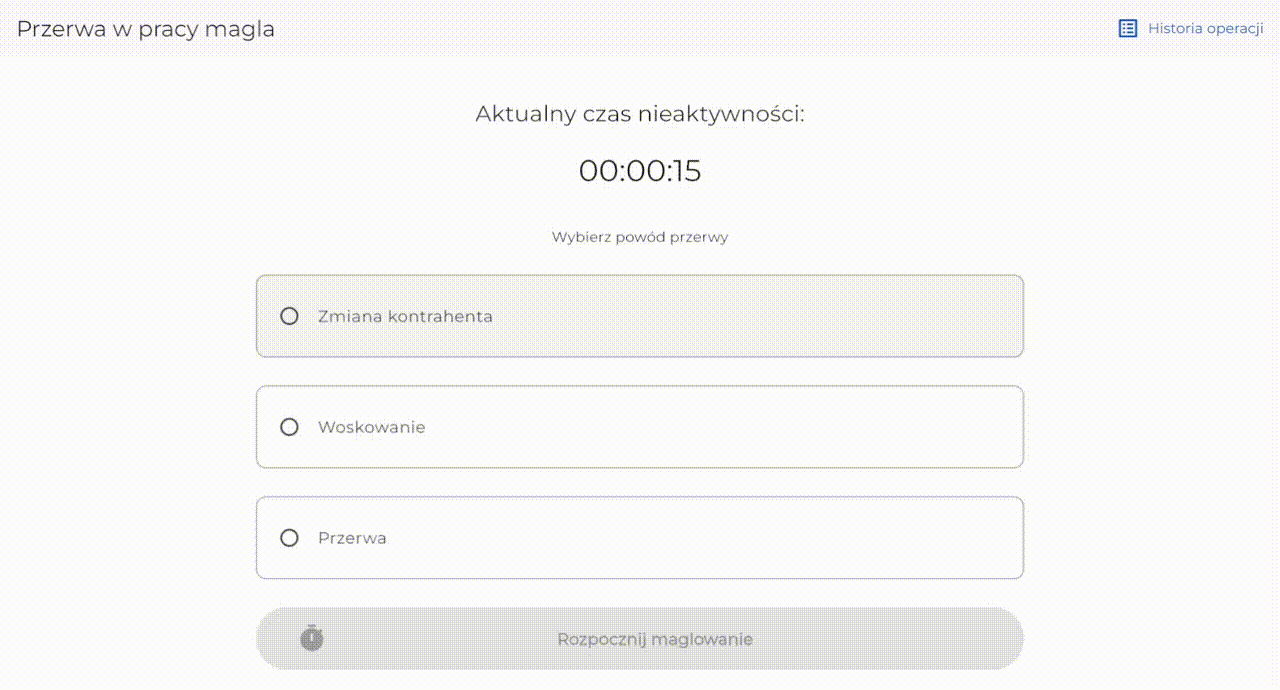 Przerwa w pracy magla
Historia operacji
Aktualny czas nieaktywności:
00:00:15
Wybierz powód przerwy
Zmiana kontrahenta
Woskowanie
Przerwa
Rozpocznij maglowanie